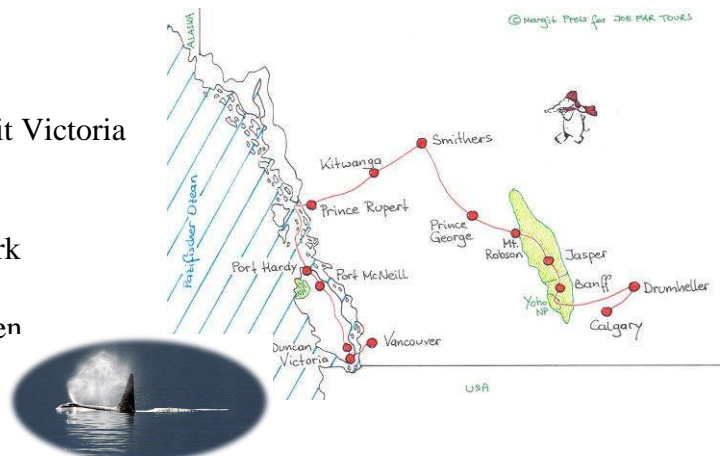 © Margit Preiß for JOE FAR TOURS
ALASKA
it Victoria
Smithers
Kitwanga
Prince Rupert
Pazifischer Ozean
rk
Prince
George
Mt.
Robson
Jasper
Port Hardy
Port McNeill
Banff
Drumheller
Yoho
NP
Calgary
en
Duncan
Vancouver
Victoria
USA